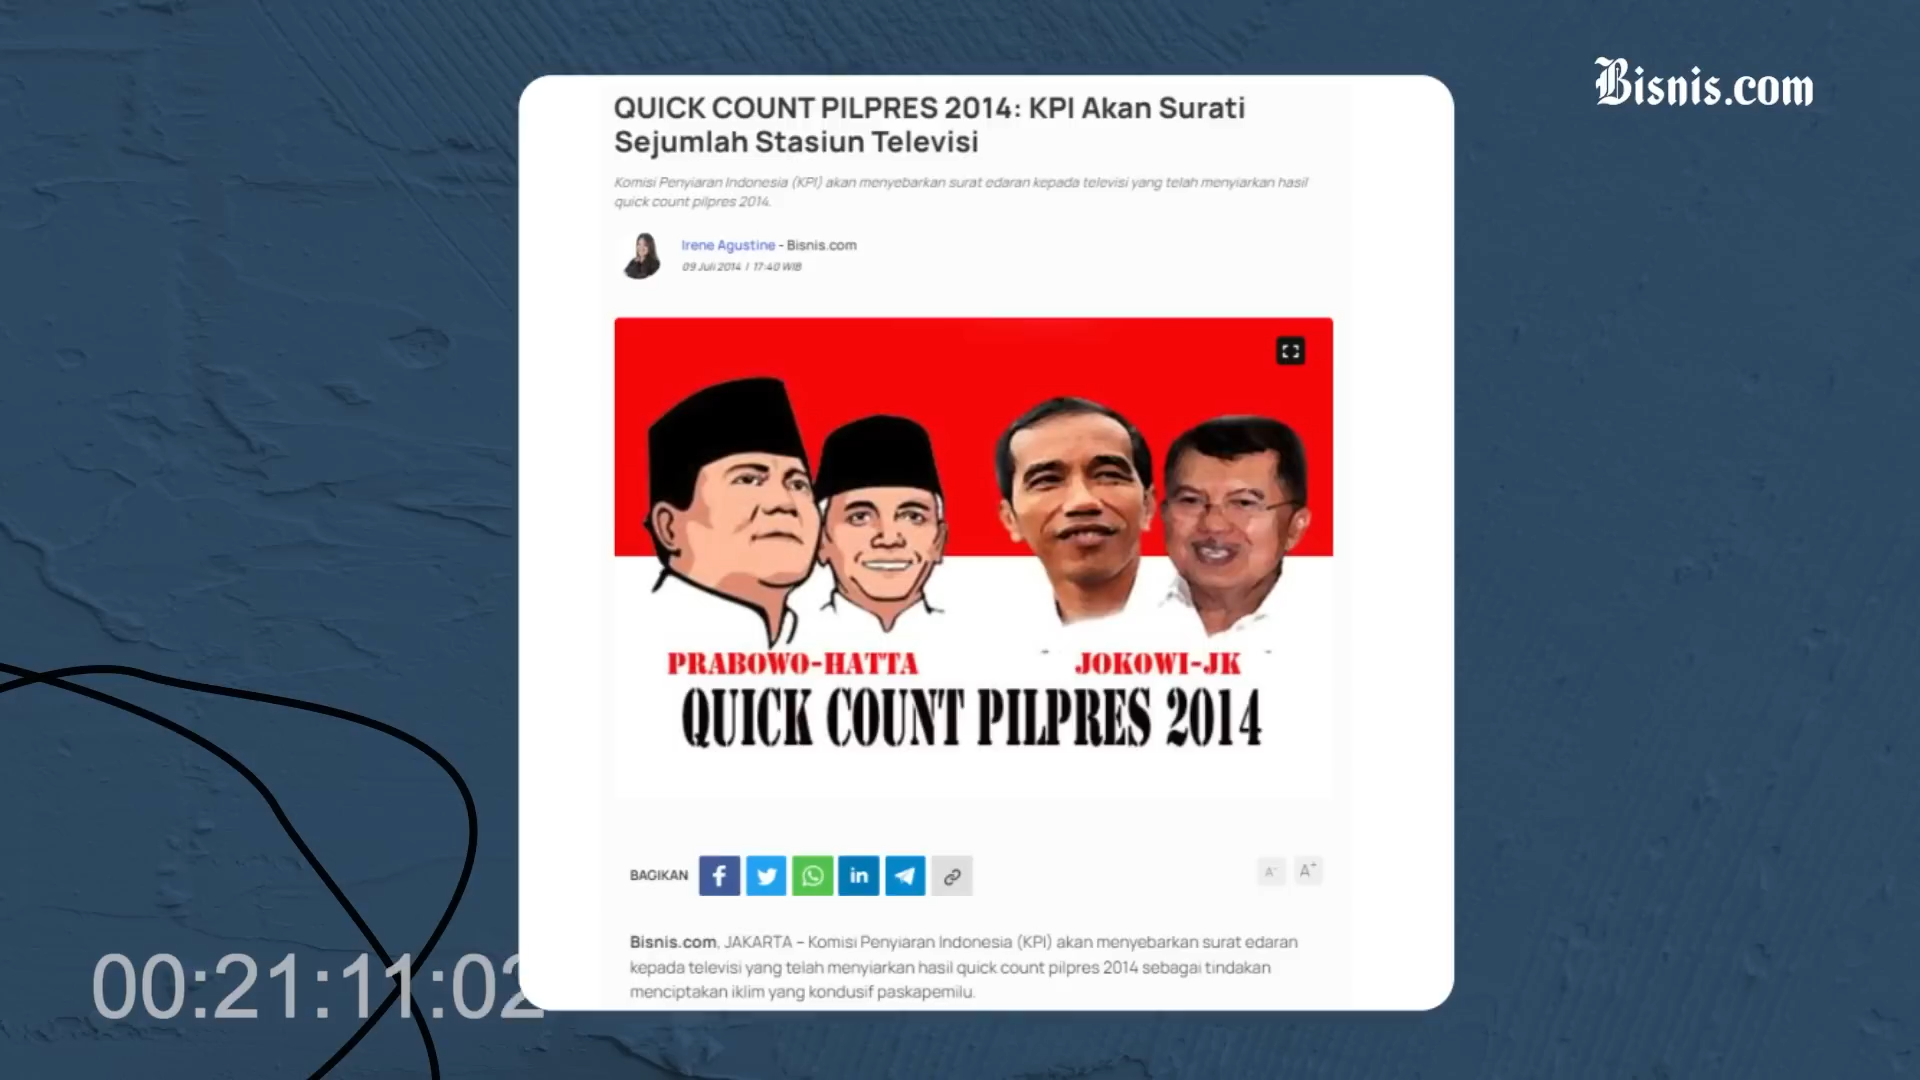 Bisnis.com
QUICK COUNT PILPRES 2014: KPI Akan Surati
Sejumlah Stasiun Televisi
Komisi Penyiaran Indonesia (KPI) akan menyebarkan surat edaran kepada televisi yang telah menyiarkan hasil
quick count pilpres 2014.
Irene Agustine - Bisnis.com
09 Juli 2014 | 17:40 WIB
PRABOWO-HATTA
JOKOWI-JK
QUICK COUNT PILPRES 2014
BAGIKAN
A-
A+
Bisnis.com, JAKARTA – Komisi Penyiaran Indonesia (KPI) akan menyebarkan surat edaran
kepada televisi yang telah menyiarkan hasil quick count pilpres 2014 sebagai tindakan
menciptakan iklim yang kondusif paskapemilu.
00:21:11:02